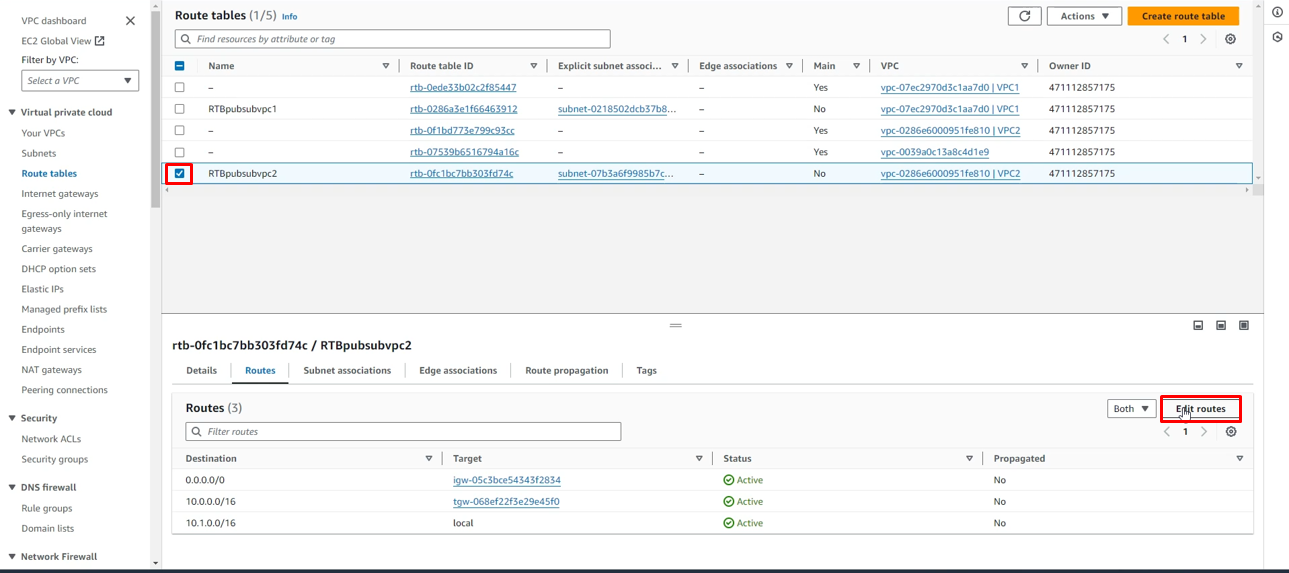 VPC dashboard
EC2 Global View
Filter by VPC:
Select a VPC
Virtual private cloud
Your VPCs
Subnets
Route tables
Internet gateways
Egress-only internet
gateways
Carrier gateways
DHCP option sets
Elastic IPs
Managed prefix lists
Endpoints
Endpoint services
NAT gateways
Peering connections
Security
Network ACLs
Security groups
DNS firewall
Rule groups
Domain lists
Network Firewall
Route tables (1/5) Info
Actions
Create route table
Find resources by attribute or tag
1
Name Route table ID Explicit subnet associ... Edge associations Main VPC Owner ID
– rtb-0ede33b02c2f85447 – – Yes vpc-07ec2970d3c1aa7d0 | VPC1 471112857175
RTBpubsubvpc1 rtb-0286a3e1f66463912 subnet-0218502dcb37b8... – No vpc-07ec2970d3c1aa7d0 | VPC1 471112857175
– rtb-0f1bd773e799c93cc – – Yes vpc-0286e6000951fe810 | VPC2 471112857175
– rtb-07539b6516794a16c – – Yes vpc-0039a0c13a8c4d1e9 471112857175
RTBpubsubvpc2 rtb-0fc1bc7bb303fd74c subnet-07b3a6f9985b7c... – No vpc-0286e6000951fe810 | VPC2 471112857175
rtb-0fc1bc7bb303fd74c / RTBpubsubvpc2
Details Routes Subnet associations Edge associations Route propagation Tags
Routes (3)
Both
Edit routes
Filter routes
1
Destination Target Status Propagated
0.0.0.0/0 igw-05c3bce54343f2834 Active No
10.0.0.0/16 tgw-068ef22f3e29e45f0 Active No
10.1.0.0/16 local Active No